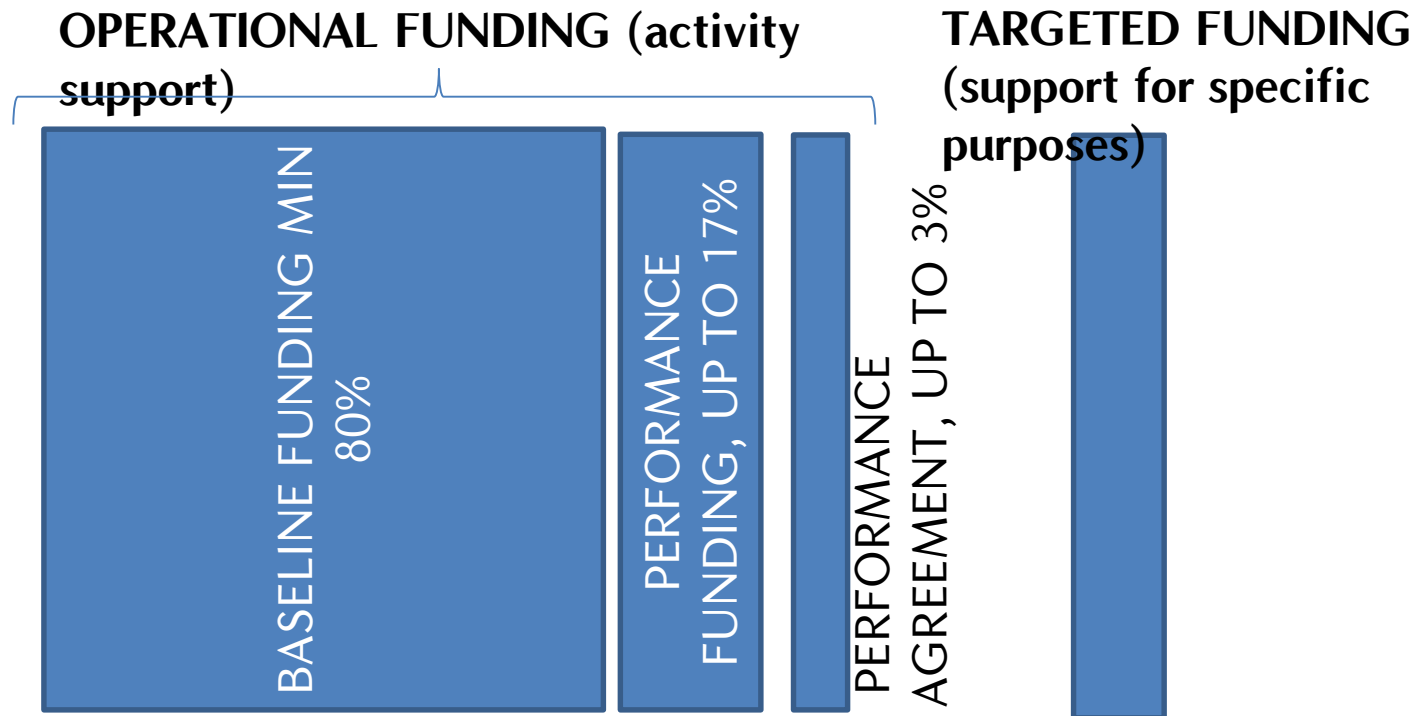 OPERATIONAL FUNDING (activity
support)
TARGETED FUNDING
(support for specific
purposes)
BASELINE FUNDING MIN
80%
PERFORMANCE
FUNDING, UP TO 17%
PERFORMANCE
AGREEMENT, UP TO 3%